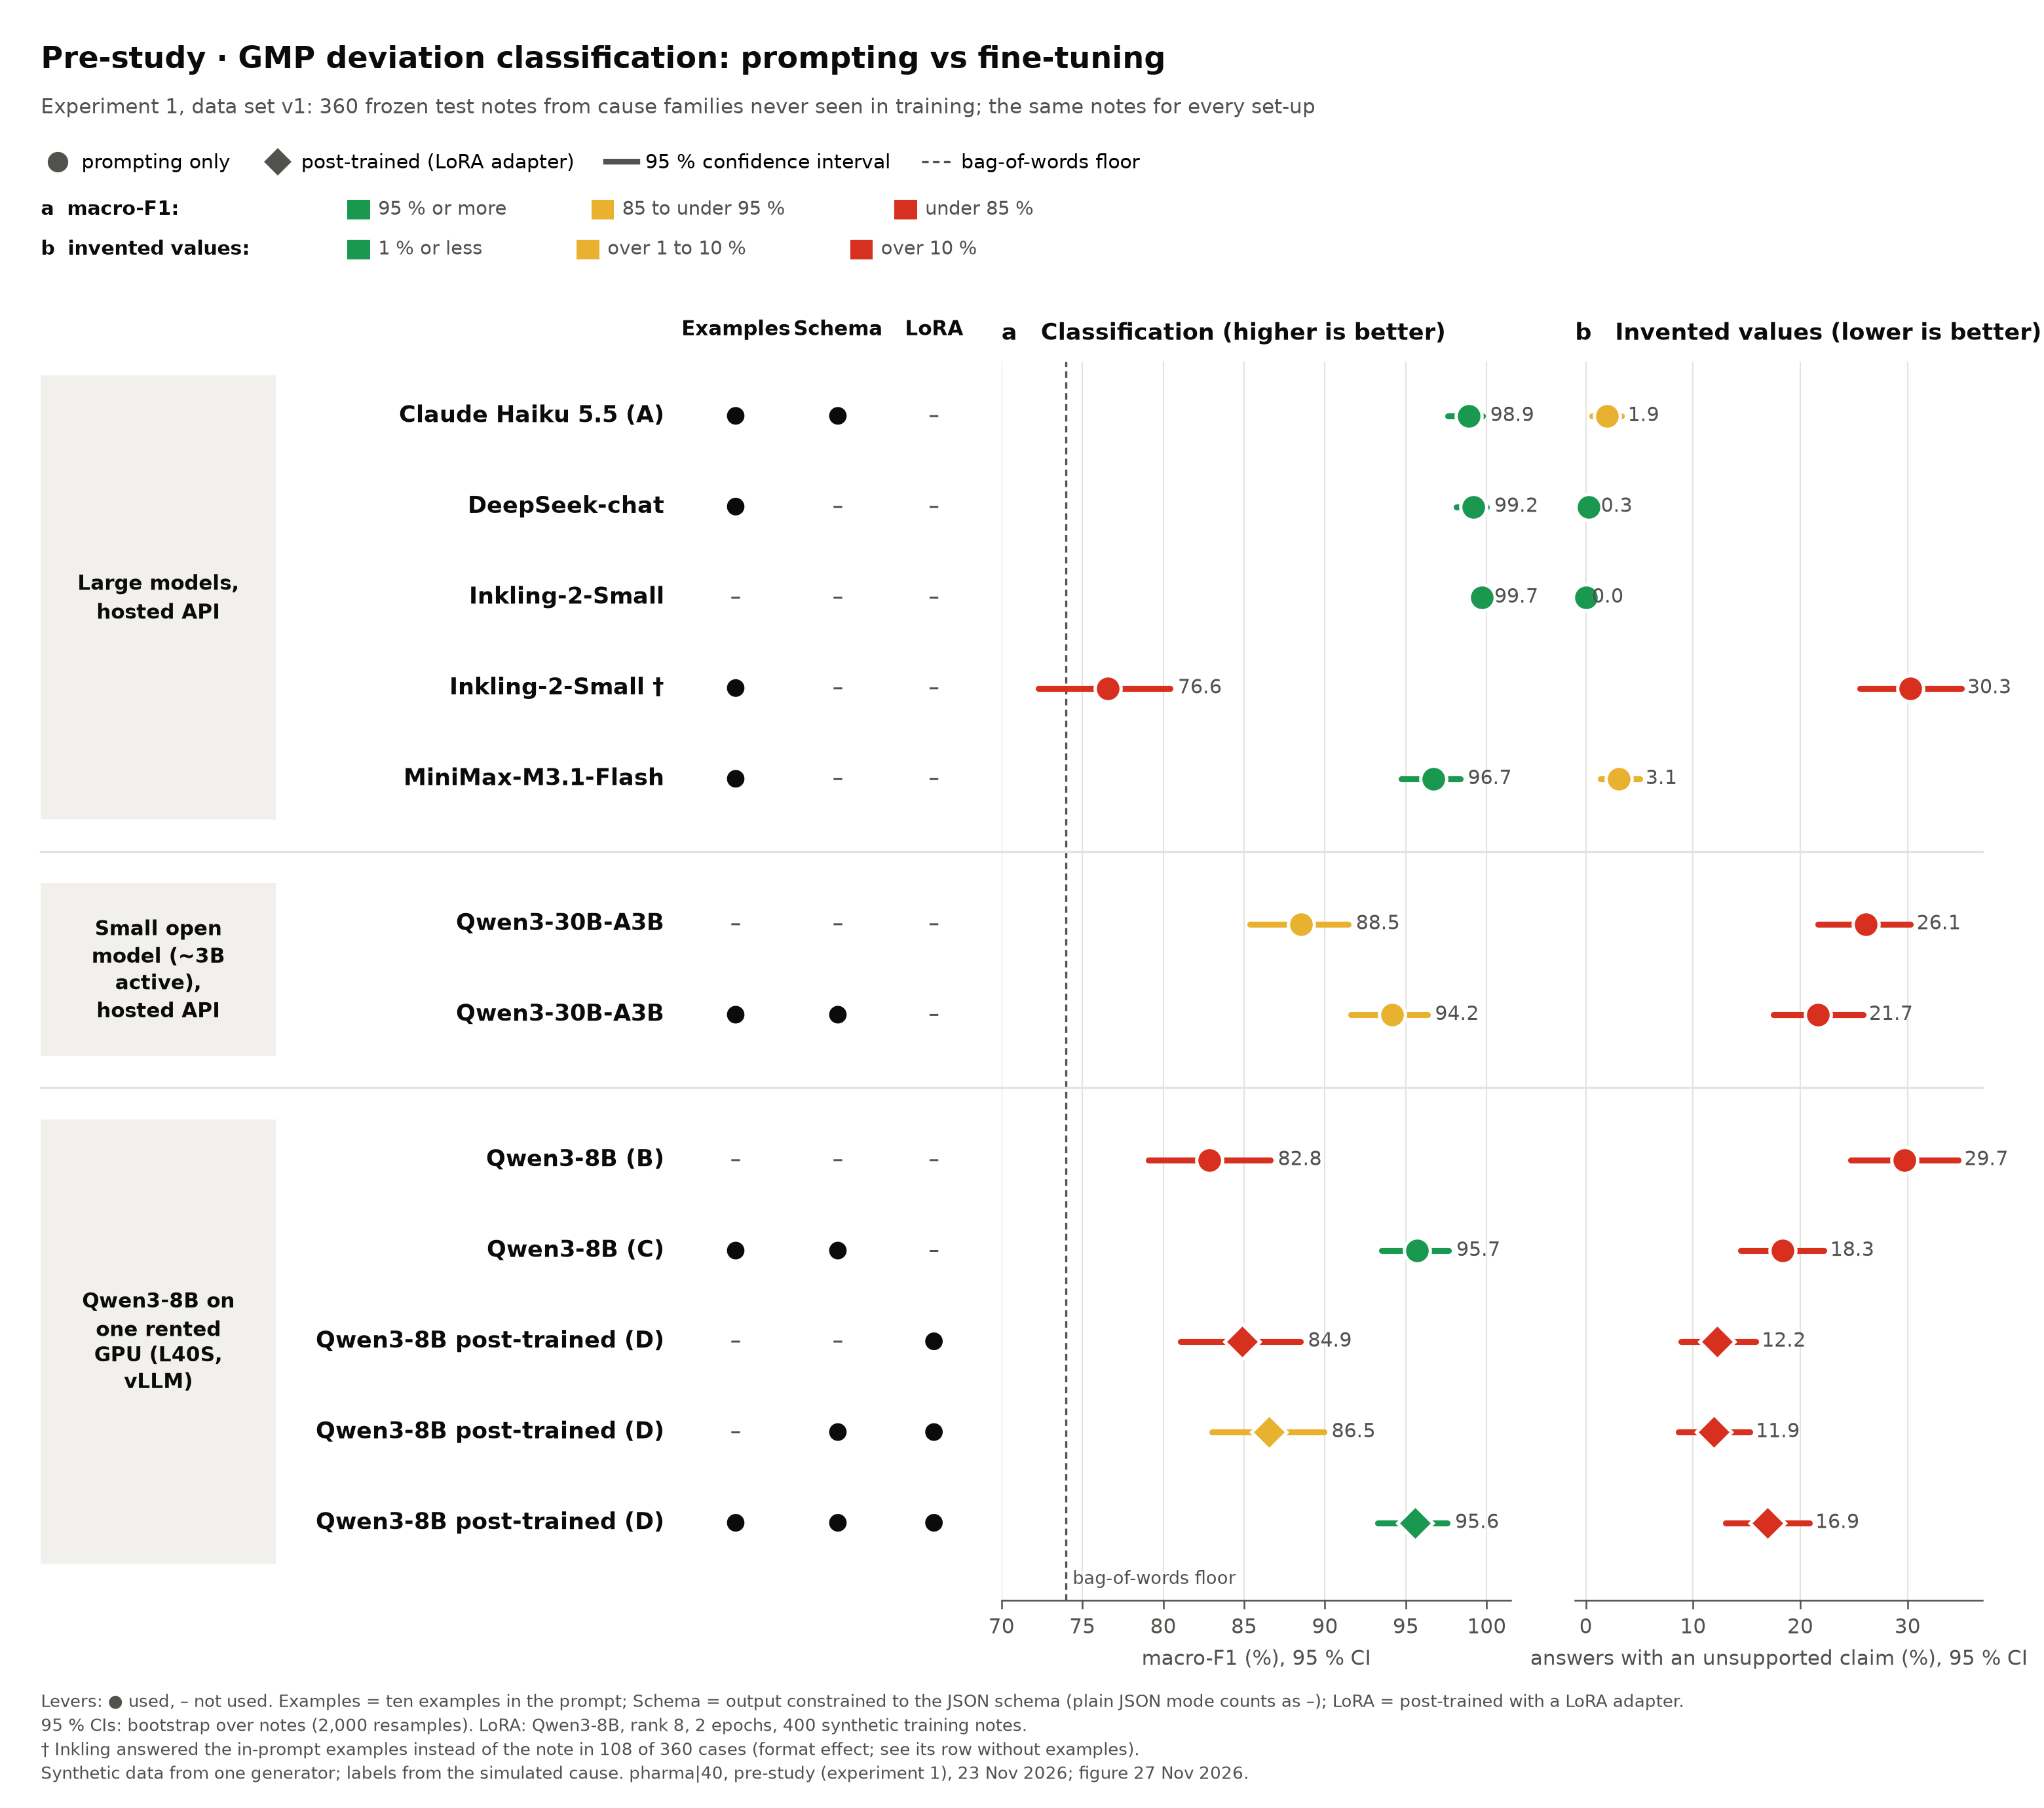 Pre-study · GMP deviation classification: prompting vs fine-tuning
Experiment 1, data set v1: 360 frozen test notes from cause families never seen in training; the same notes for every set-up
prompting only post-trained (LoRA adapter) 95 % confidence interval bag-of-words floor
a macro-F1: 95 % or more 85 to under 95 % under 85 %
b invented values: 1 % or less over 1 to 10 % over 10 %
Examples Schema LoRA a Classification (higher is better) b Invented values (lower is better)
Large models,
hosted API
Claude Haiku 5.5 (A) ● ● – 98.9 1.9
DeepSeek-chat ● – – 99.2 0.3
Inkling-2-Small – – – 99.7 0.0
Inkling-2-Small † ● – – 76.6 30.3
MiniMax-M3.1-Flash ● – – 96.7 3.1
Small open
model (~3B
active),
hosted API
Qwen3-30B-A3B – – – 88.5 26.1
Qwen3-30B-A3B ● ● – 94.2 21.7
Qwen3-8B on
one rented
GPU (L40S,
vLLM)
Qwen3-8B (B) – – – 82.8 29.7
Qwen3-8B (C) ● ● – 95.7 18.3
Qwen3-8B post-trained (D) – – ● 84.9 12.2
Qwen3-8B post-trained (D) – ● ● 86.5 11.9
Qwen3-8B post-trained (D) ● ● ● 95.6 16.9
bag-of-words floor
70 75 80 85 90 95 100 0 10 20 30
macro-F1 (%), 95 % CI answers with an unsupported claim (%), 95 % CI
Levers: ● used, – not used. Examples = ten examples in the prompt; Schema = output constrained to the JSON schema (plain JSON mode counts as –); LoRA = post-trained with a LoRA adapter.
95 % CIs: bootstrap over notes (2,000 resamples). LoRA: Qwen3-8B, rank 8, 2 epochs, 400 synthetic training notes.
† Inkling answered the in-prompt examples instead of the note in 108 of 360 cases (format effect; see its row without examples).
Synthetic data from one generator; labels from the simulated cause. pharma|40, pre-study (experiment 1), 23 Nov 2026; figure 27 Nov 2026.